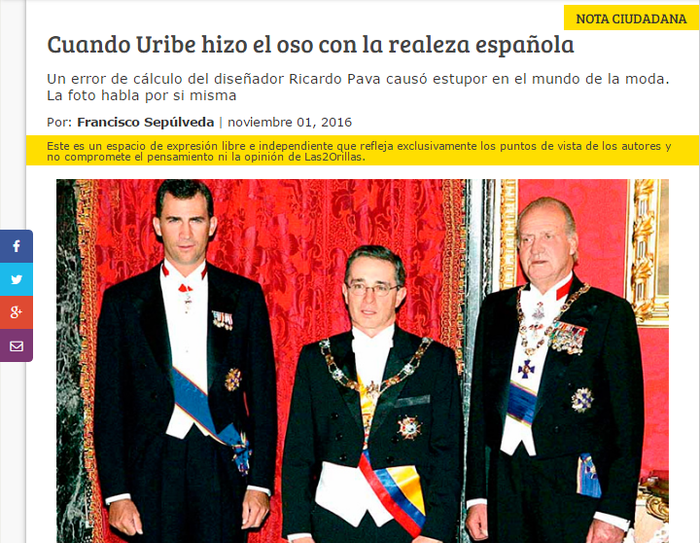 NOTA CIUDADANA
Cuando Uribe hizo el oso con la realeza española
Un error de cálculo del diseñador Ricardo Pava causó estupor en el mundo de la moda.
La foto habla por si misma
Por: Francisco Sepúlveda | noviembre 01, 2016
Este es un espacio de expresión libre e independiente que refleja exclusivamente los puntos de vista de los autores y
no compromete el pensamiento ni la opinión de Las2Orillas.